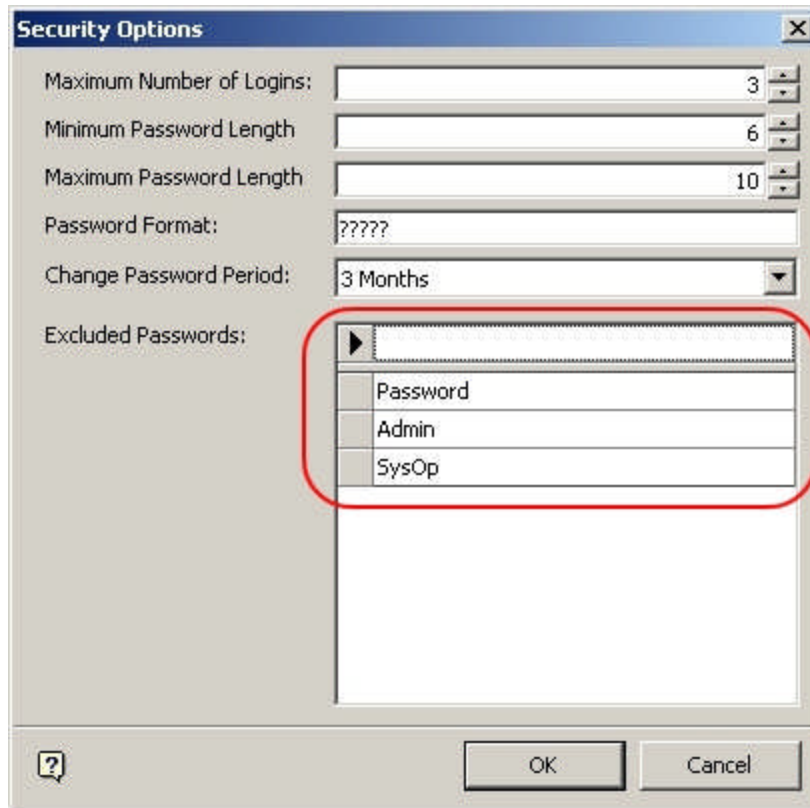 Security Options
Maximum Number of Logins: 3
Minimum Password Length 6
Maximum Password Length 10
Password Format: ?????
Change Password Period: 3 Months
Excluded Passwords:
Password
Admin
SysOp
? OK Cancel